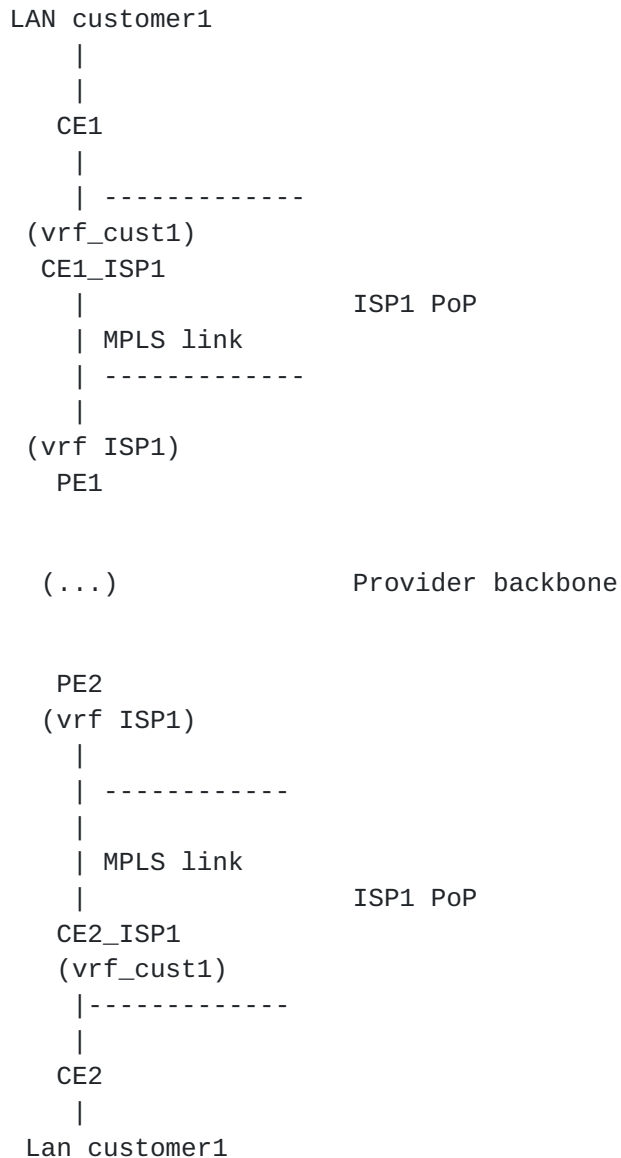 LAN customer1
|
|
CE1
|
| -------------
(vrf_cust1)
CE1_ISP1
| ISP1 PoP
| MPLS link
| -------------
|
(vrf ISP1)
PE1
(...) Provider backbone
PE2
(vrf ISP1)
|
| ------------
|
| MPLS link
| ISP1 PoP
CE2_ISP1
(vrf_cust1)
|-------------
|
CE2
|
Lan customer1